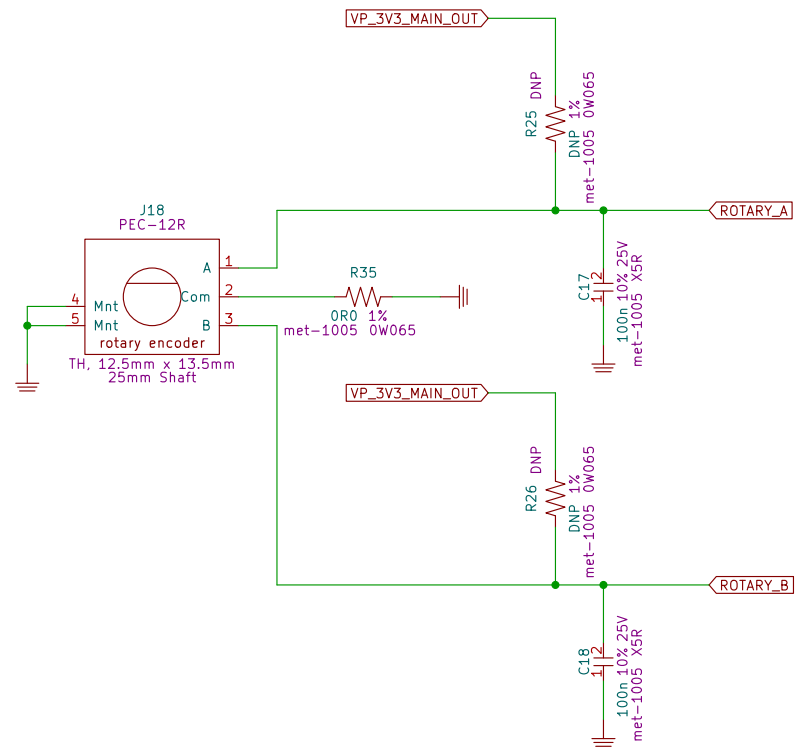 VP_3V3_MAIN_OUT
R25
DNP
DNP
1%
met-1005 0W065
J18
PEC-12R
ROTARY_A
A
1
Com
2
B
3
4
Mnt
5
Mnt
rotary encoder
TH, 12.5mm x 13.5mm
25mm Shaft
R35
0R0 1%
met-1005 0W065
C17
2
1
100n
10% 25V
met-1005 X5R
VP_3V3_MAIN_OUT
R26
DNP
DNP
1%
met-1005 0W065
ROTARY_B
C18
2
1
100n
10% 25V
met-1005 X5R